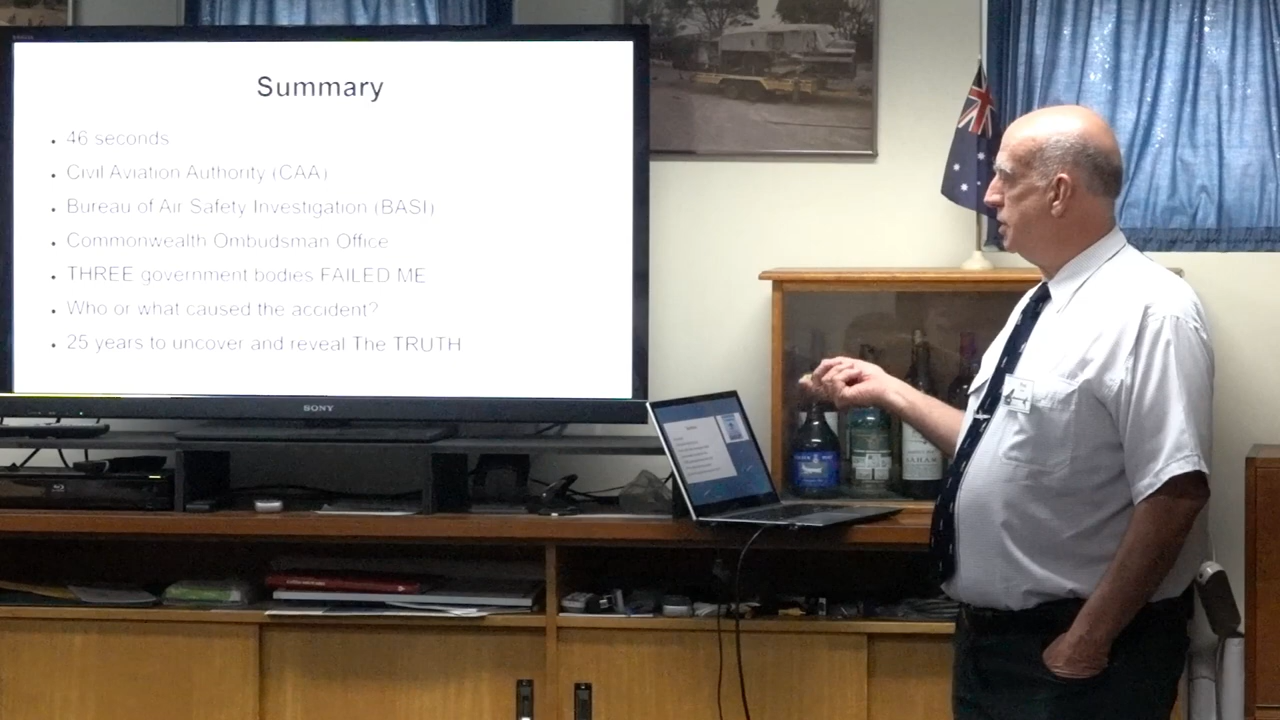 Summary
46 seconds
Civil Aviation Authority (CAA)
Bureau of Air Safety Investigation (BASI)
Commonwealth Ombudsman Office
THREE government bodies FAILED ME
Who or what caused the accident?
25 years to uncover and reveal The TRUTH
SONY